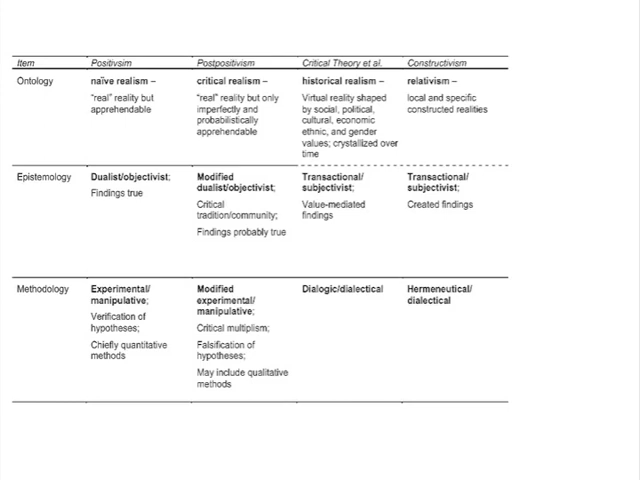 Item Positivsim Postpositivism Critical Theory et al. Constructivism
Ontology
naïve realism –
"real" reality but
apprehendable
critical realism –
"real" reality but only
imperfectly and
probabilistically
apprehendable
historical realism –
Virtual reality shaped
by social, political,
cultural, economic
ethnic, and gender
values; crystallized over
time
relativism –
local and specific
constructed realities
Epistemology
Dualist/objectivist;
Findings true
Modified
dualist/objectivist;
Critical
tradition/community;
Findings probably true
Transactional/
subjectivist;
Value-mediated
findings
Transactional/
subjectivist;
Created findings
Methodology
Experimental/
manipulative;
Verification of
hypotheses;
Chiefly quantitative
methods
Modified
experimental/
manipulative;
Critical multiplism;
Falsification of
hypotheses;
May include qualitative
methods
Dialogic/dialectical
Hermeneutical/
dialectical